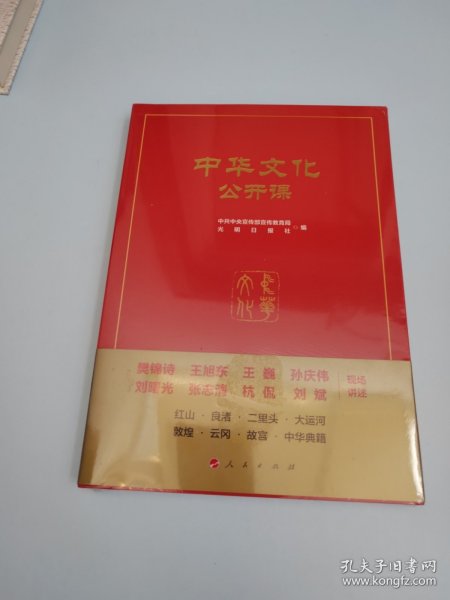 中华文化
公开课
中共中央宣传部宣传教育局
光明日报社 编
樊锦诗 王旭东 王巍 孙庆伟
刘曙光 张志清 杭侃 刘斌
现场
讲述
红山·良渚·二里头·大运河
敦煌·云冈·故宫·中华典籍
人民出版社
孔夫子旧书网
www.kongfz.com